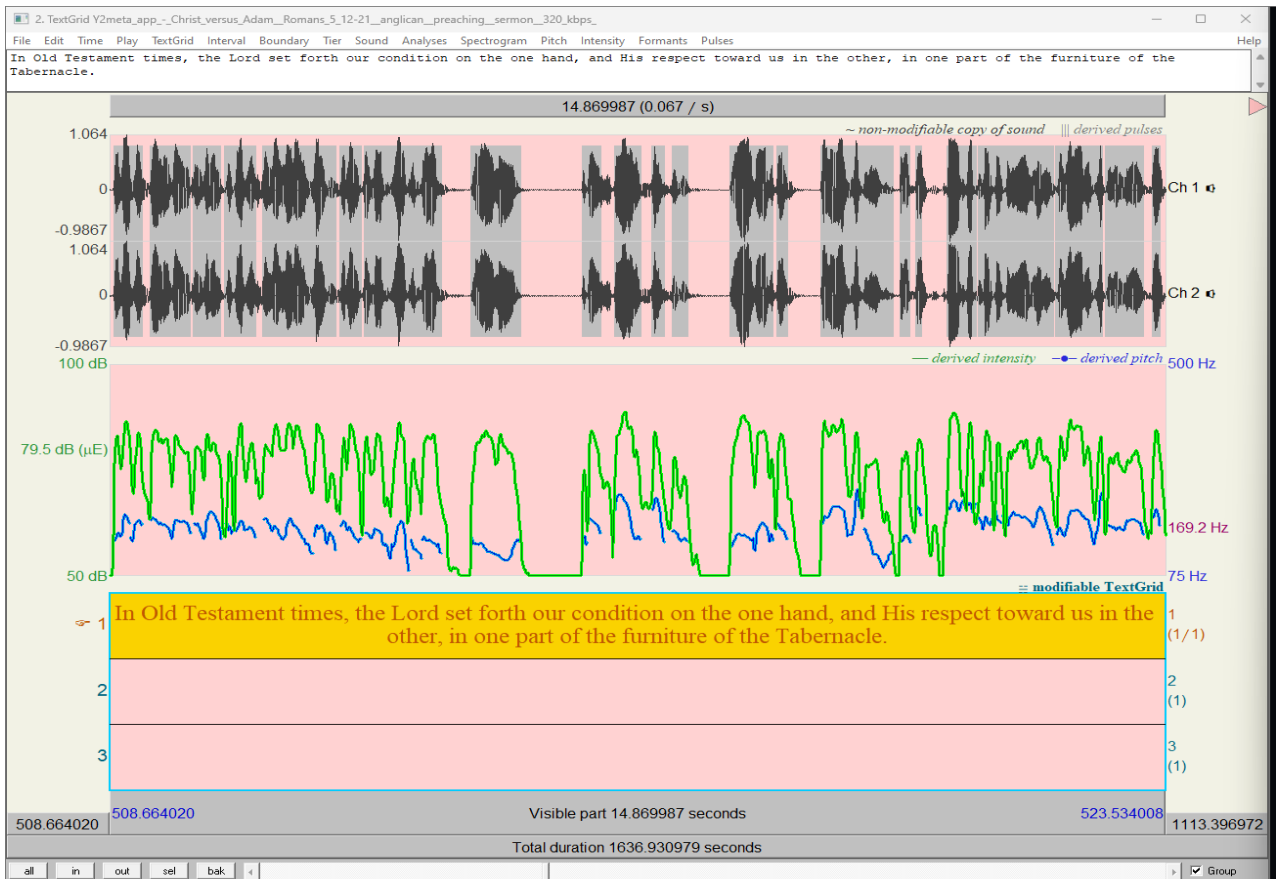 2. TextGrid Y2meta_app_-_Christ_versus_Adam__Romans_5_12-21__anglican__preaching__sermon__320_kbps_
File Edit Time Play TextGrid Interval Boundary Tier Sound Analyses Spectrogram Pitch Intensity Formants Pulses Help
In Old Testament times, the Lord set forth our condition on the one hand, and His respect toward us in the other, in one part of the furniture of the
Tabernacle.
14.869987 (0.067 / s)
~ non-modifiable copy of sound ||| derived pulses
1.064
0
Ch 1
-0.9867
1.064
0
Ch 2
-0.9867
derived intensity derived pitch
100 dB 500 Hz
79.5 dB (µE)
169.2 Hz
50 dB 75 Hz
modifiable TextGrid
1 In Old Testament times, the Lord set forth our condition on the one hand, and His respect toward us in the 1
other, in one part of the furniture of the Tabernacle. (1/1)
2 2
(1)
3 3
(1)
508.664020 508.664020 Visible part 14.869987 seconds 523.534008 1113.396972
Total duration 1636.930979 seconds
all in out sel bak Group